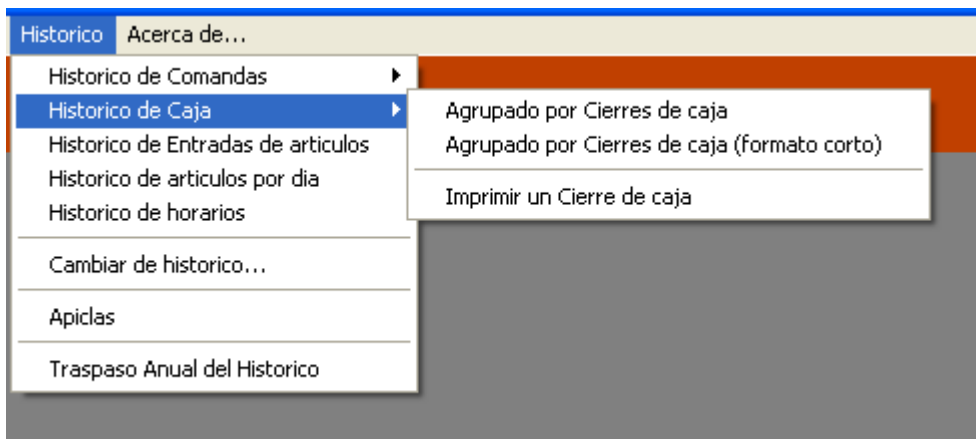 Historico Acerca de...
Historico de Comandas
Historico de Caja
Historico de Entradas de articulos
Historico de articulos por dia
Historico de horarios
Cambiar de historico...
Apiclas
Traspaso Anual del Historico
Agrupado por Cierres de caja
Agrupado por Cierres de caja (formato corto)
Imprimir un Cierre de caja